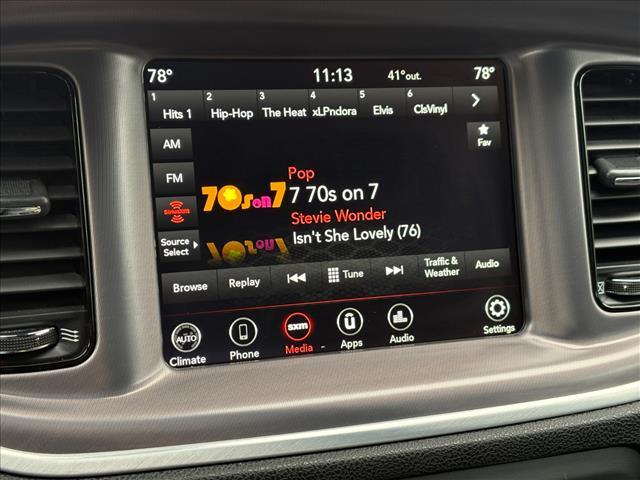 78° 11:13 41°out. 78°
1 Hits 1 2 Hip-Hop 3 The Heat 4 xLPndora 5 Elvis 6 ClsVinyl
AM
Fav
FM
Pop
70s on 7 7 70s on 7
SiriusXM
Stevie Wonder
Isn't She Lovely (76)
Source
Select
Browse Replay Tune Traffic &
Weather Audio
AUTO
Climate Phone sxm
Media u
Apps Audio Settings